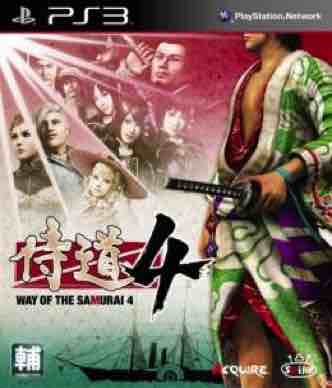 PS3
PlayStation Network
侍道4
WAY OF THE SAMURAI 4
輔
ACQUIRE